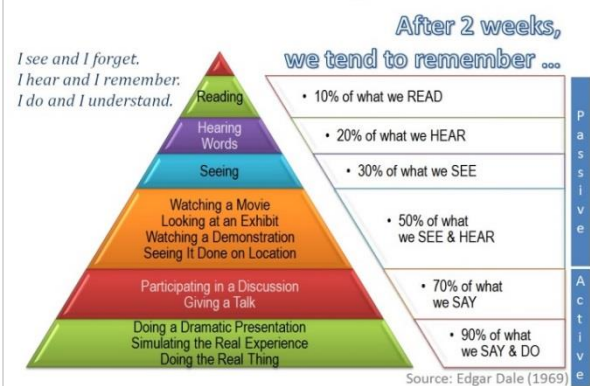 After 2 weeks,
we tend to remember ...
I see and I forget.
I hear and I remember.
I do and I understand.
Reading
• 10% of what we READ
Hearing
Words
• 20% of what we HEAR
Seeing
• 30% of what we SEE
Watching a Movie
Looking at an Exhibit
Watching a Demonstration
Seeing It Done on Location
• 50% of what
we SEE & HEAR
Participating in a Discussion
Giving a Talk
• 70% of what
we SAY
Doing a Dramatic Presentation
Simulating the Real Experience
Doing the Real Thing
• 90% of what
we SAY & DO
Passive
Active
Source: Edgar Dale (1969)